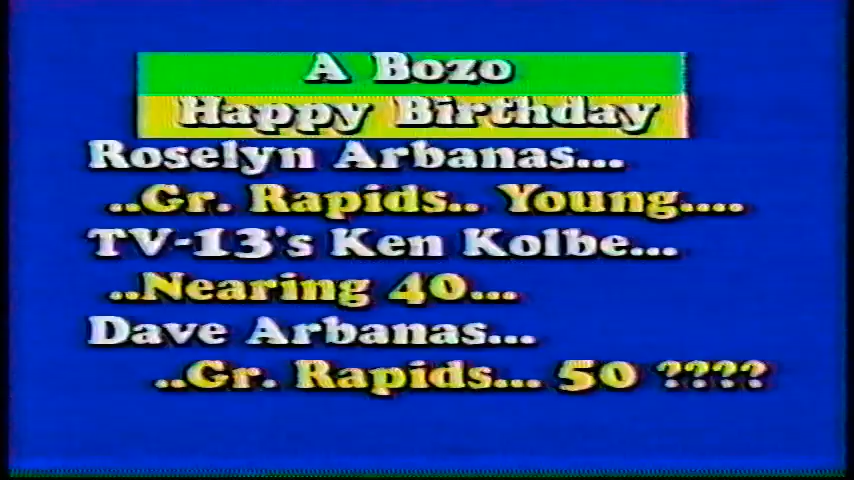 A Bozo
Happy Birthday
Roselyn Arbanas...
..Gr. Rapids.. Young....
TV-13's Ken Kolbe...
..Nearing 40...
Dave Arbanas...
..Gr. Rapids... 50 ????